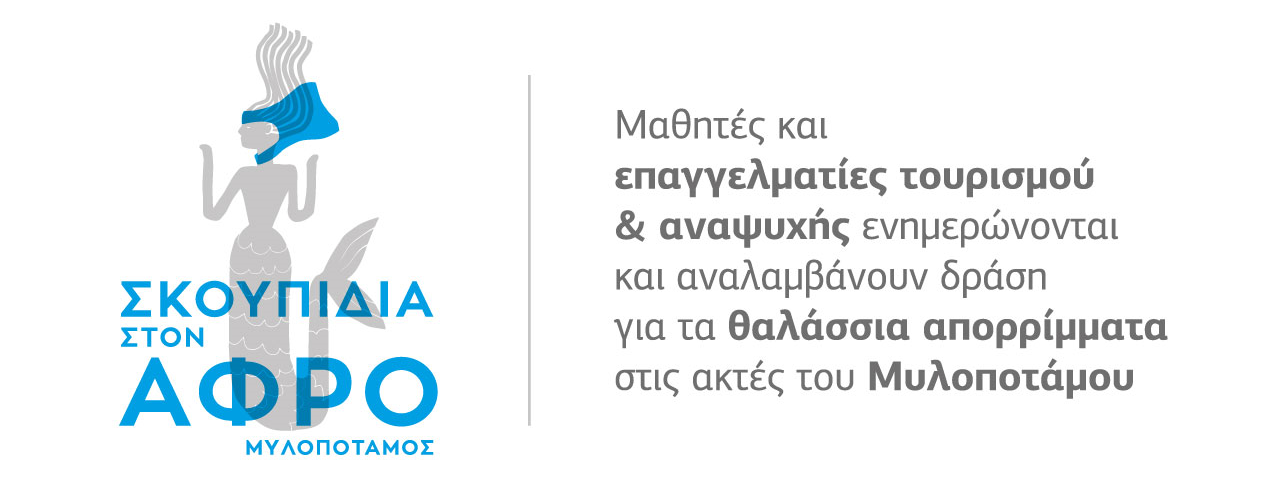 ΣΚΟΥΠΙΔΙΑ
ΣΤΟΝ
ΑΦΡΟ
ΜΥΛΟΠΟΤΑΜΟΣ
Μαθητές και
επαγγελματίες τουρισμού
& αναψυχής ενημερώνονται
και αναλαμβάνουν δράση
για τα θαλάσσια απορρίμματα
στις ακτές του Μυλοποτάμου